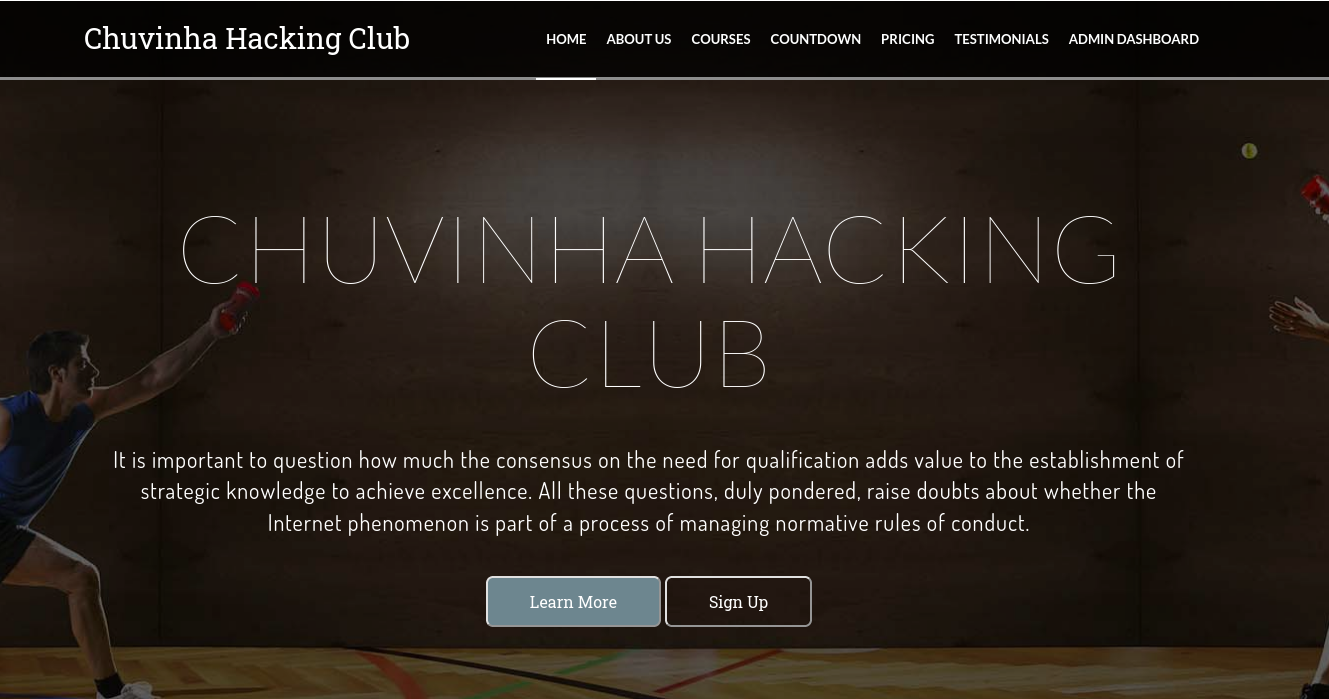 Chuvinha Hacking Club
HOME ABOUT US COURSES COUNTDOWN PRICING TESTIMONIALS ADMIN DASHBOARD
CHUVINHA HACKING
CLUB
It is important to question how much the consensus on the need for qualification adds value to the establishment of
strategic knowledge to achieve excellence. All these questions, duly pondered, raise doubts about whether the
Internet phenomenon is part of a process of managing normative rules of conduct.
Learn More Sign Up